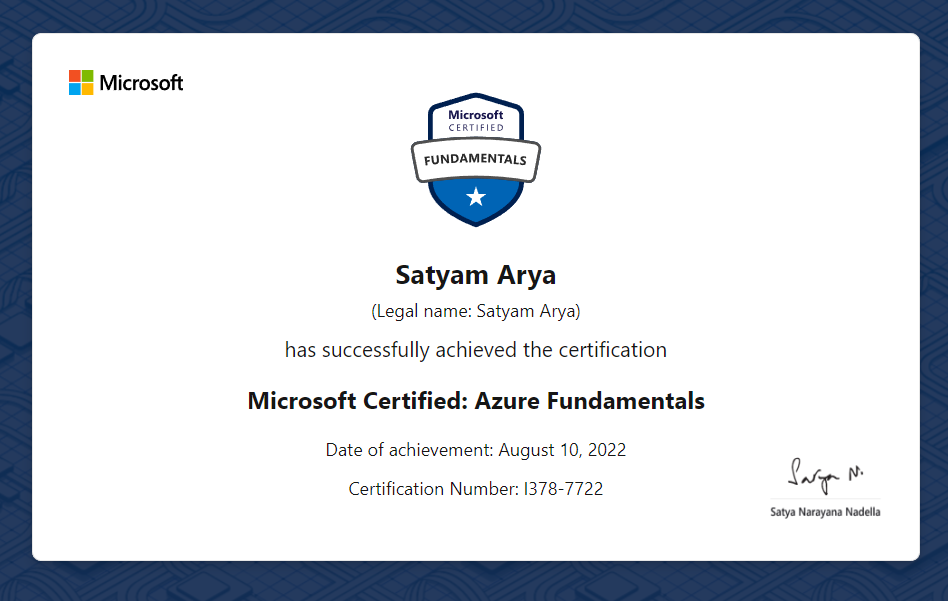 Microsoft
Microsoft
CERTIFIED
FUNDAMENTALS
Satyam Arya
(Legal name: Satyam Arya)
has successfully achieved the certification
Microsoft Certified: Azure Fundamentals
Date of achievement: August 10, 2022
Certification Number: I378-7722
Satya N.
Satya Narayana Nadella